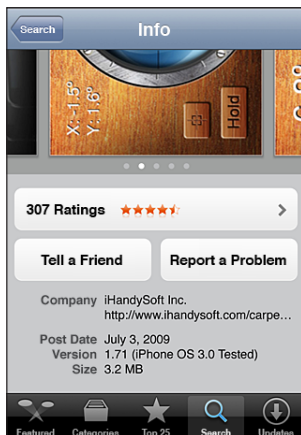 Search
Info
X: -1.5°
Y: 1.6°
Hold
307 Ratings
Tell a Friend
Report a Problem
Company iHandySoft Inc.
http://www.ihandysoft.com/carpe...
Post Date July 3, 2009
Version 1.71 (iPhone OS 3.0 Tested)
Size 3.2 MB
Featured Categories Top 25 Search Updates